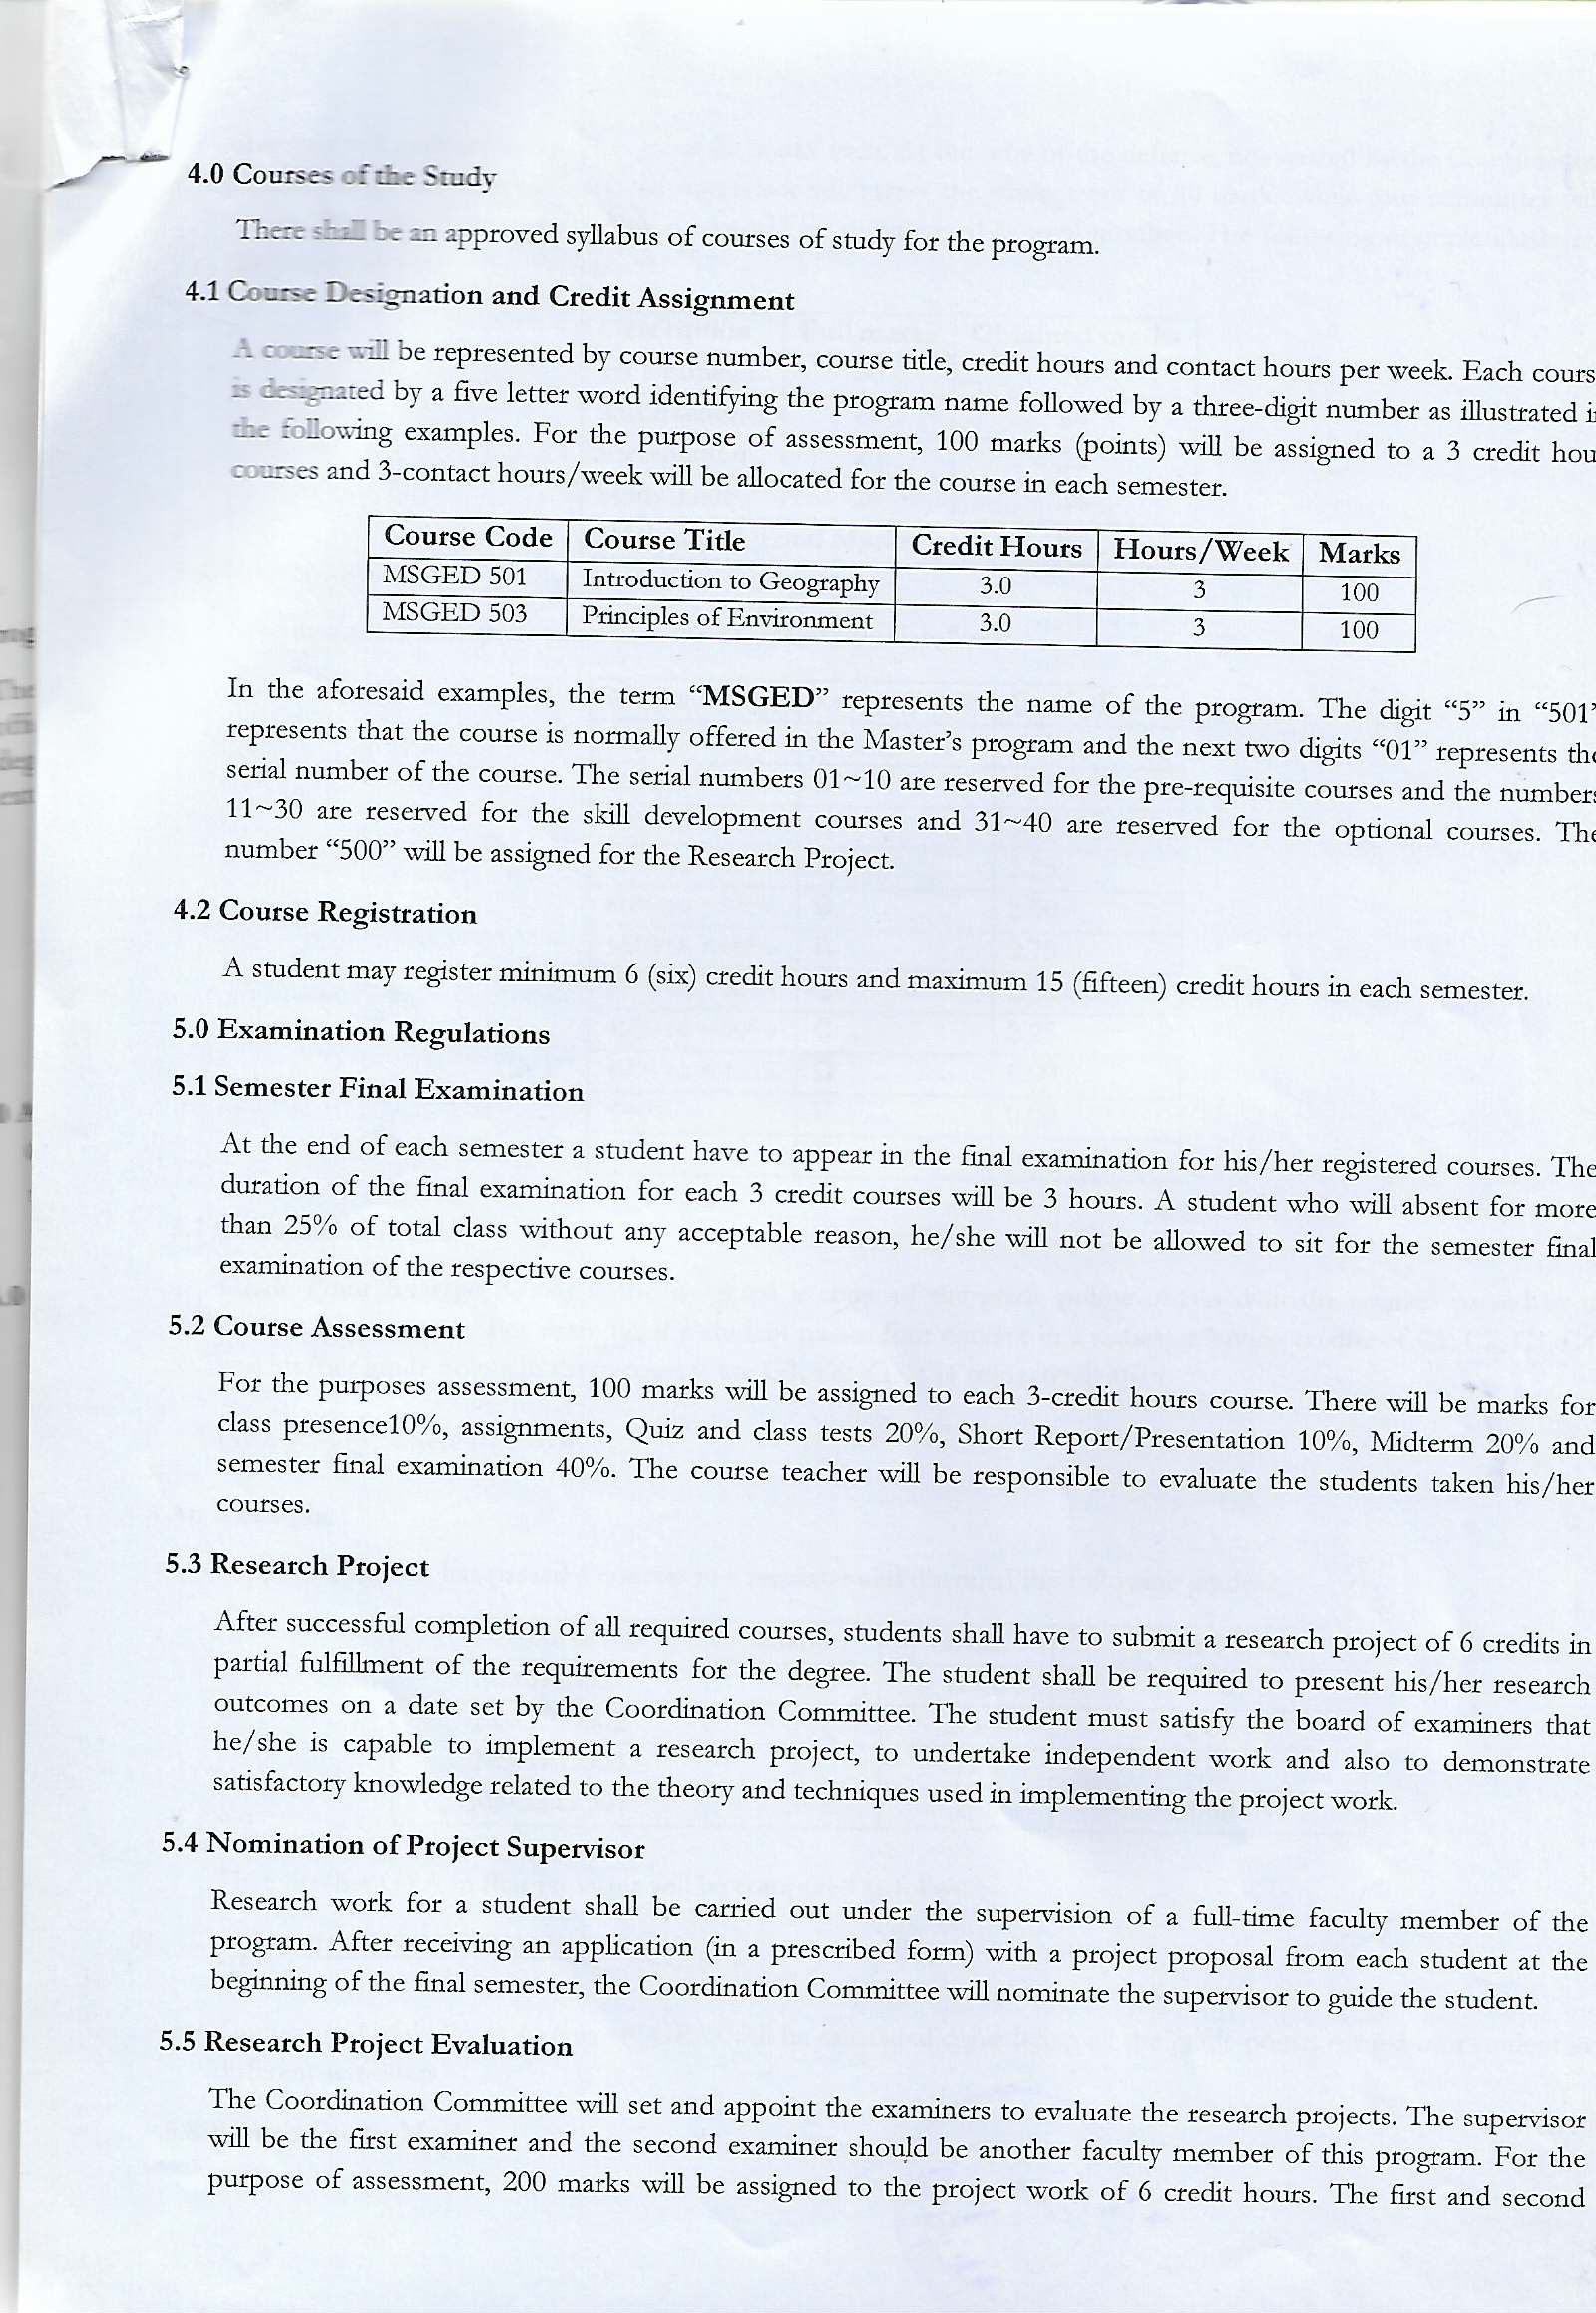 4.0 Courses of the Study
There shall be an approved syllabus of courses of study for the program.
4.1 Course Designation and Credit Assignment
A course will be represented by course number, course title, credit hours and contact hours per week. Each cours
is designated by a five letter word identifying the program name followed by a three-digit number as illustrated i
the following examples. For the purpose of assessment, 100 marks (points) will be assigned to a 3 credit hou
courses and 3-contact hours/week will be allocated for the course in each semester.
Course Code Course Title Credit Hours Hours/Week Marks
MSGED 501 Introduction to Geography 3.0 3 100
MSGED 503 Principles of Environment 3.0 3 100
In the aforesaid examples, the term “MSGED” represents the name of the program. The digit “5” in “501”
represents that the course is normally offered in the Master’s program and the next two digits “01” represents the
serial number of the course. The serial numbers 01~10 are reserved for the pre-requisite courses and the numbers
11~30 are reserved for the skill development courses and 31~40 are reserved for the optional courses. The
number “500” will be assigned for the Research Project.
4.2 Course Registration
A student may register minimum 6 (six) credit hours and maximum 15 (fifteen) credit hours in each semester.
5.0 Examination Regulations
5.1 Semester Final Examination
At the end of each semester a student have to appear in the final examination for his/her registered courses. The
duration of the final examination for each 3 credit courses will be 3 hours. A student who will absent for more
than 25% of total class without any acceptable reason, he/she will not be allowed to sit for the semester final
examination of the respective courses.
5.2 Course Assessment
For the purposes assessment, 100 marks will be assigned to each 3-credit hours course. There will be marks for
class presence10%, assignments, Quiz and class tests 20%, Short Report/Presentation 10%, Midterm 20% and
semester final examination 40%. The course teacher will be responsible to evaluate the students taken his/her
courses.
5.3 Research Project
After successful completion of all required courses, students shall have to submit a research project of 6 credits in
partial fulfillment of the requirements for the degree. The student shall be required to present his/her research
outcomes on a date set by the Coordination Committee. The student must satisfy the board of examiners that
he/she is capable to implement a research project, to undertake independent work and also to demonstrate
satisfactory knowledge related to the theory and techniques used in implementing the project work.
5.4 Nomination of Project Supervisor
Research work for a student shall be carried out under the supervision of a full-time faculty member of the
program. After receiving an application (in a prescribed form) with a project proposal from each student at the
beginning of the final semester, the Coordination Committee will nominate the supervisor to guide the student.
5.5 Research Project Evaluation
The Coordination Committee will set and appoint the examiners to evaluate the research projects. The supervisor
will be the first examiner and the second examiner should be another faculty member of this program. For the
purpose of assessment, 200 marks will be assigned to the project work of 6 credit hours. The first and second